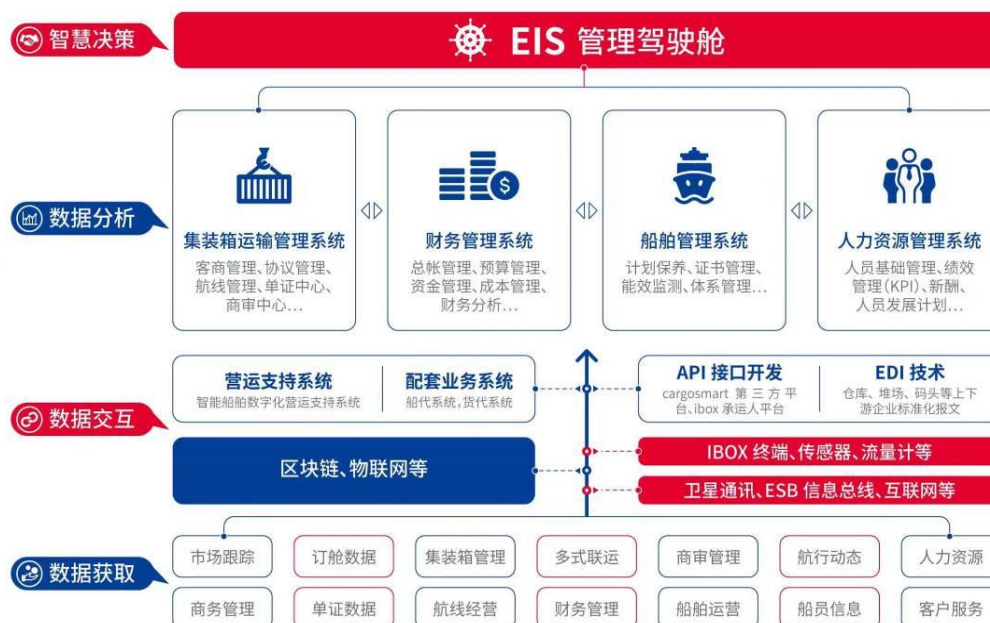 智慧决策
EIS 管理驾驶舱
数据分析
$
集装箱运输管理系统
客商管理、协议管理、
航线管理、单证中心、
商审中心...
财务管理系统
总帐管理、预算管理、
资金管理、成本管理、
财务分析...
船舶管理系统
计划保养、证书管理、
能效监测、体系管理...
人力资源管理系统
人员基础管理、绩效
管理(KPI)、新酬、
人员发展计划...
数据交互
营运支持系统
智能船舶数字化营运支持系统
配套业务系统
船代系统,货代系统
API 接口开发
cargosmart 第三方平
台、ibox 承运人平台
EDI 技术
仓库、堆场、码头等上下
游企业标准化报文
区块链、物联网等
IBOX 终端、传感器、流量计等
卫星通讯、ESB 信息总线、互联网等
数据获取
市场跟踪
订舱数据
集装箱管理
多式联运
商审管理
航行动态
人力资源
商务管理
单证数据
航线经营
财务管理
船舶运营
船员信息
客户服务